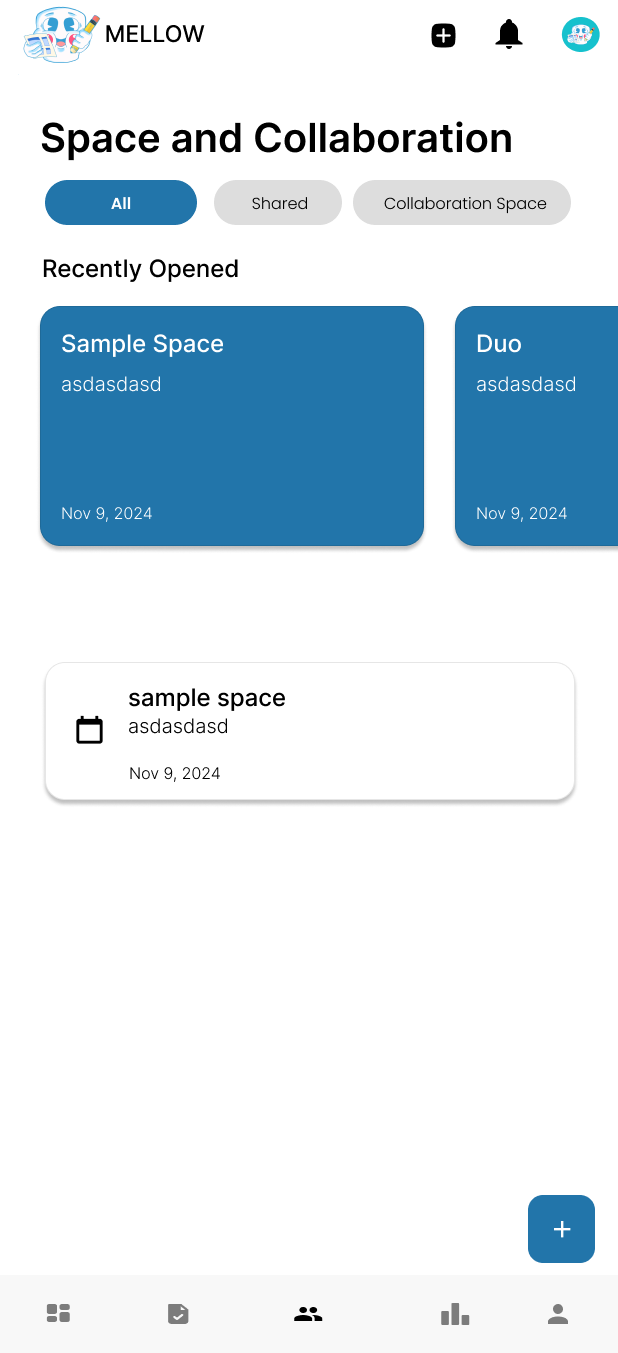 MELLOW
Space and Collaboration
All
Shared
Collaboration Space
Recently Opened
Sample Space
asdasdasd
Nov 9, 2024
Duo
asdasdasd
Nov 9, 2024
sample space
asdasdasd
Nov 9, 2024